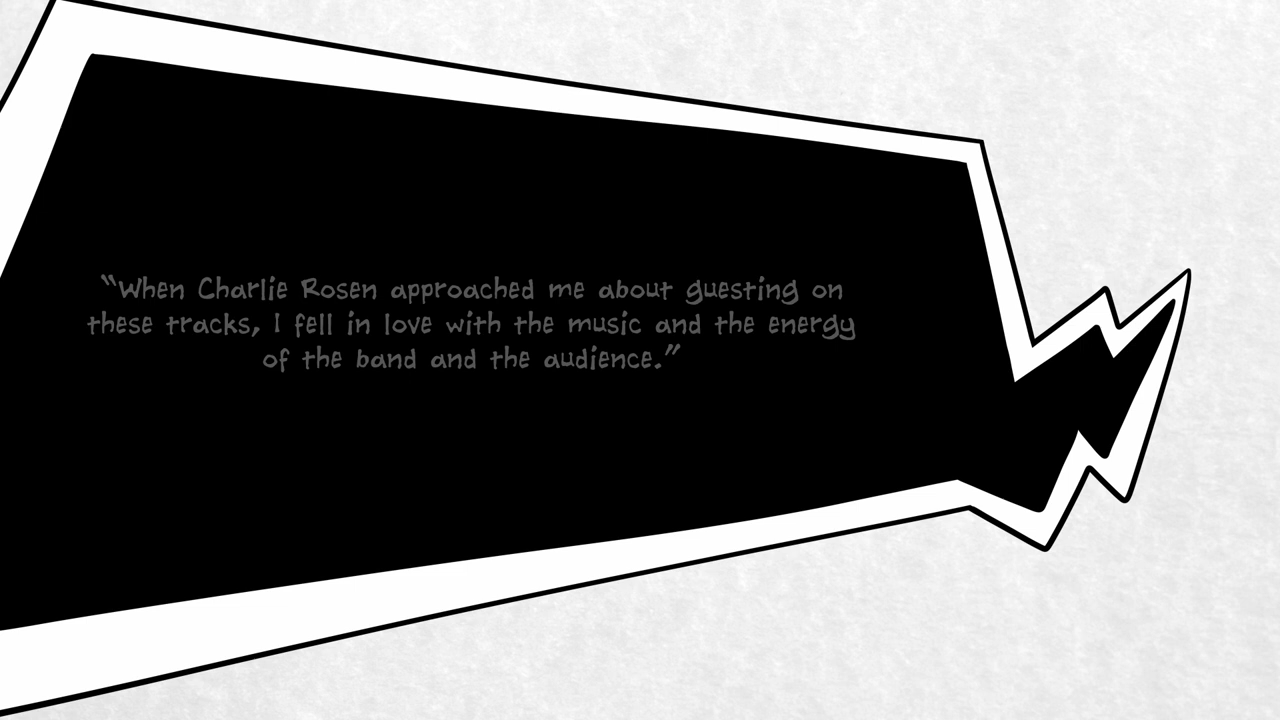 “When Charlie Rosen approached me about guesting on
these tracks, I fell in love with the music and the energy
of the band and the audience.”